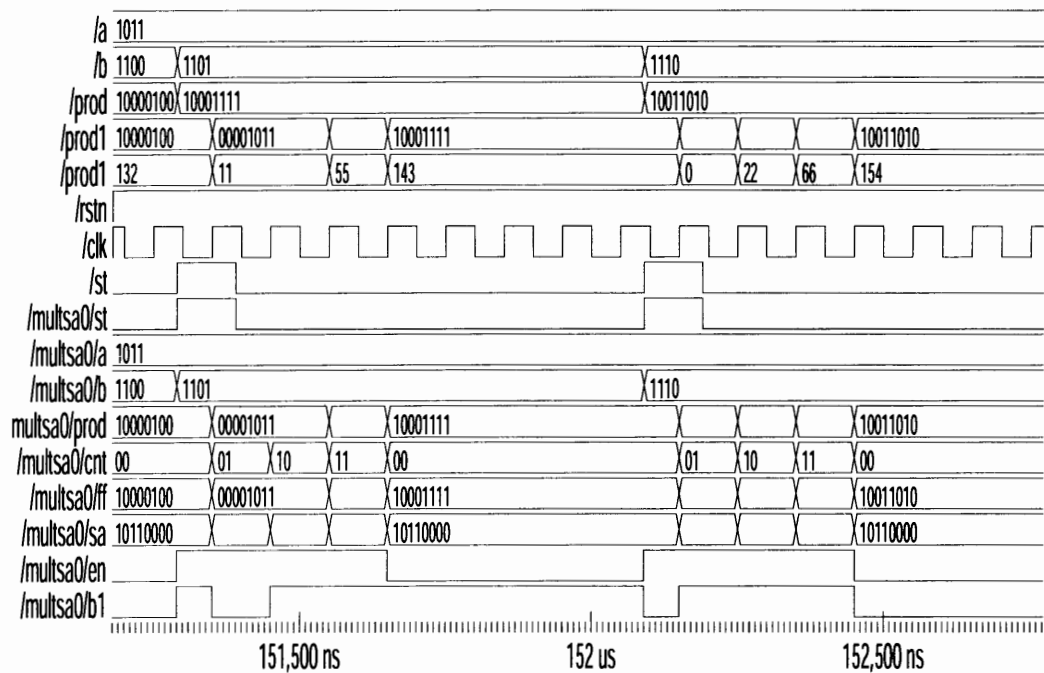 /a 1011
/b 1100 1101 1110
/prod 10000100 10001111 10011010
/prod1 10000100 00001011 10001111 10011010
/prod1 132 11 55 143 0 22 66 154
/rstn
/clk
/st
/multsa0/st
/multsa0/a 1011
/multsa0/b 1100 1101 1110
multsa0/prod 10000100 00001011 10001111 10011010
/multsa0/cnt 00 01 10 11 00 01 10 11 00
/multsa0/ff 10000100 00001011 10001111 10011010
/multsa0/sa 10110000 10110000 10110000
/multsa0/en
/multsa0/b1
151,500 ns 152 us 152,500 ns